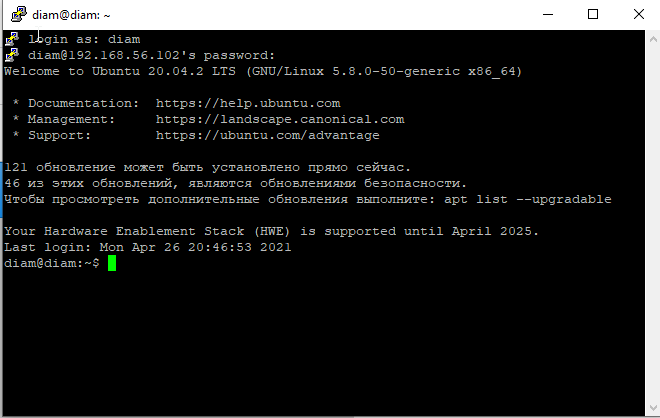 diam@diam: ~
login as: diam
diam@192.168.56.102's password:
Welcome to Ubuntu 20.04.2 LTS (GNU/Linux 5.8.0-50-generic x86_64)
* Documentation:  https://help.ubuntu.com
* Management:     https://landscape.canonical.com
* Support:        https://ubuntu.com/advantage
121 обновление может быть установлено прямо сейчас.
46 из этих обновлений, являются обновлениями безопасности.
Чтобы просмотреть дополнительные обновления выполните: apt list --upgradable
Your Hardware Enablement Stack (HWE) is supported until April 2025.
Last login: Mon Apr 26 20:46:53 2021
diam@diam:~$